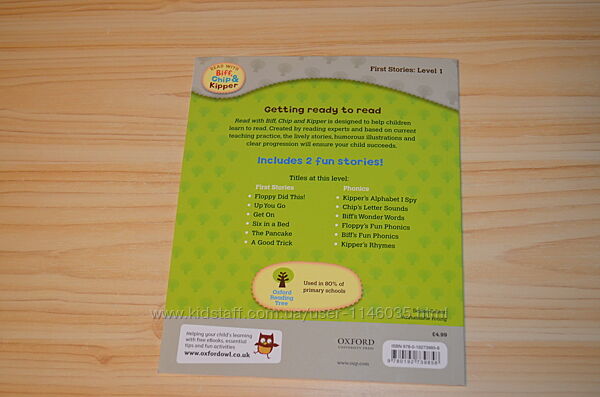 READ WITH
Biff,
Chip &
Kipper
First Stories: Level 1
Getting ready to read
Read with Biff, Chip and Kipper is designed to help children
learn to read. Created by reading experts and based on current
teaching practice, the lively stories, humorous illustrations and
clear progression will ensure your child succeeds.
Includes 2 fun stories!
Titles at this level:
First Stories
• Floppy Did This!
• Up You Go
• Get On
• Six in a Bed
• The Pancake
• A Good Trick
Phonics
• Kipper's Alphabet I Spy
• Chip's Letter Sounds
• Biff's Wonder Words
• Floppy's Fun Phonics
• Biff's Fun Phonics
• Kipper's Rhymes
Oxford
Reading
Tree
Used in 80% of
primary schools
www.kidstaff.com.ua/user-11460351.html
Young
£4.99
Helping your child's learning
with free eBooks, essential
tips and fun activities
www.oxfordowl.co.uk
OXFORD
UNIVERSITY PRESS
www.oup.com